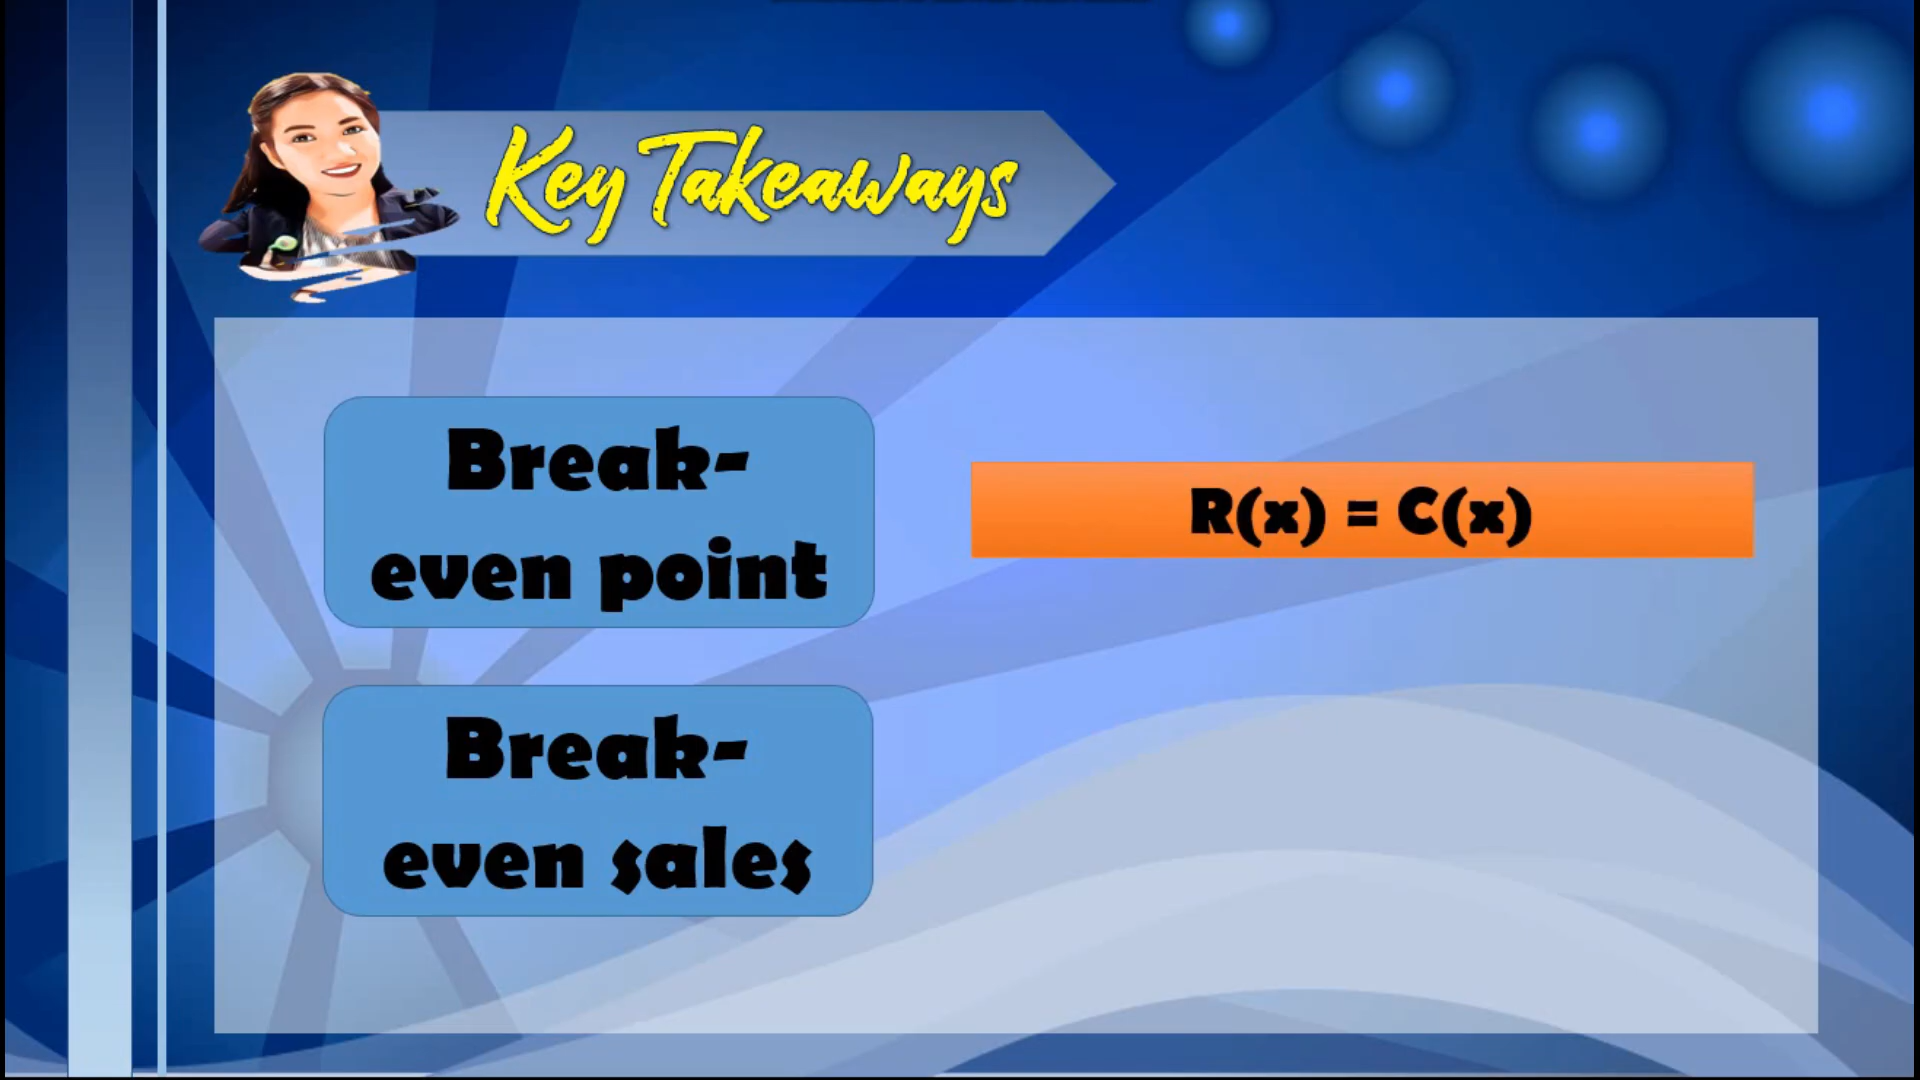 Key Takeaways
Break-
even point
R(x) = C(x)
Break-
even sales